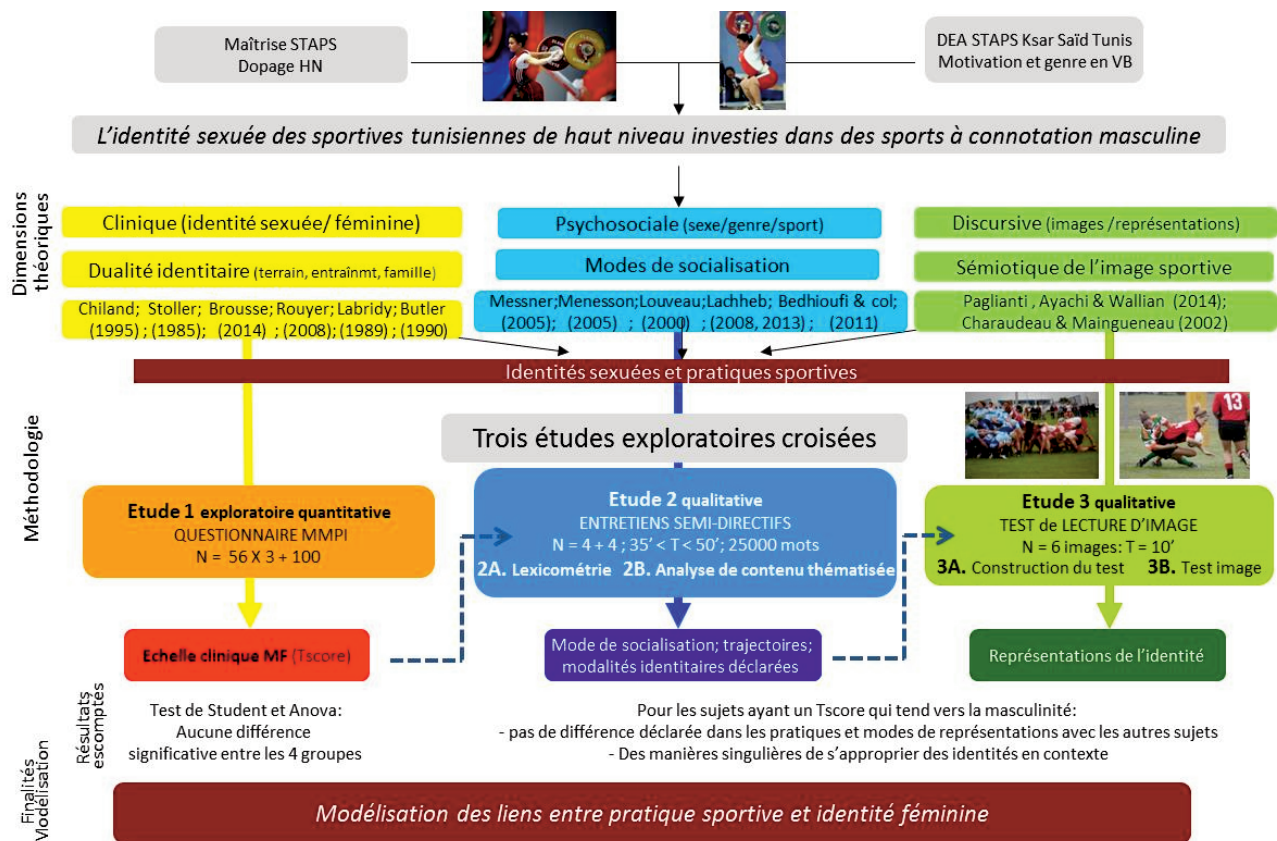 Maîtrise STAPS
Dopage HN
DEA STAPS Ksar Saïd Tunis
Motivation et genre en VB
L'identité sexuée des sportives tunisiennes de haut niveau investies dans des sports à connotation masculine
Dimensions
théoriques
Clinique (identité sexuée/ féminine)
Psychosociale (sexe/genre/sport)
Discursive (images /représentations)
Dualité identitaire (terrain, entraînmt, famille)
Modes de socialisation
Sémiotique de l'image sportive
Chiland; Stoller; Brousse; Rouyer; Labridy; Butler
(1995) ; (1985); (2014) ; (2008); (1989) ; (1990)
Messner;Menesson;Louveau;Lachheb; Bedhioufi & col;
(2005); (2005) ; (2000) ; (2008, 2013) ; (2011)
Paglianti , Ayachi & Wallian (2014);
Charaudeau & Maingueneau (2002)
Identités sexuées et pratiques sportives
Méthodologie
Trois études exploratoires croisées
13
Etude 1 exploratoire quantitative
QUESTIONNAIRE MMPI
N = 56 X 3 + 100
Etude 2 qualitative
ENTRETIENS SEMI-DIRECTIFS
N = 4 + 4 ; 35' < T < 50'; 25000 mots
2A. Lexicométrie 2B. Analyse de contenu thématisée
Etude 3 qualitative
TEST de LECTURE D'IMAGE
N = 6 images: T = 10'
3A. Construction du test 3B. Test image
Echelle clinique MF (Tscore)
Mode de socialisation; trajectoires;
modalités identitaires déclarées
Représentations de l'identité
Résultats
escomptés
Test de Student et Anova:
Aucune différence
significative entre les 4 groupes
Pour les sujets ayant un Tscore qui tend vers la masculinité:
- pas de différence déclarée dans les pratiques et modes de représentations avec les autres sujets
- Des manières singulières de s'approprier des identités en contexte
Finalités
Modélisation
Modélisation des liens entre pratique sportive et identité féminine